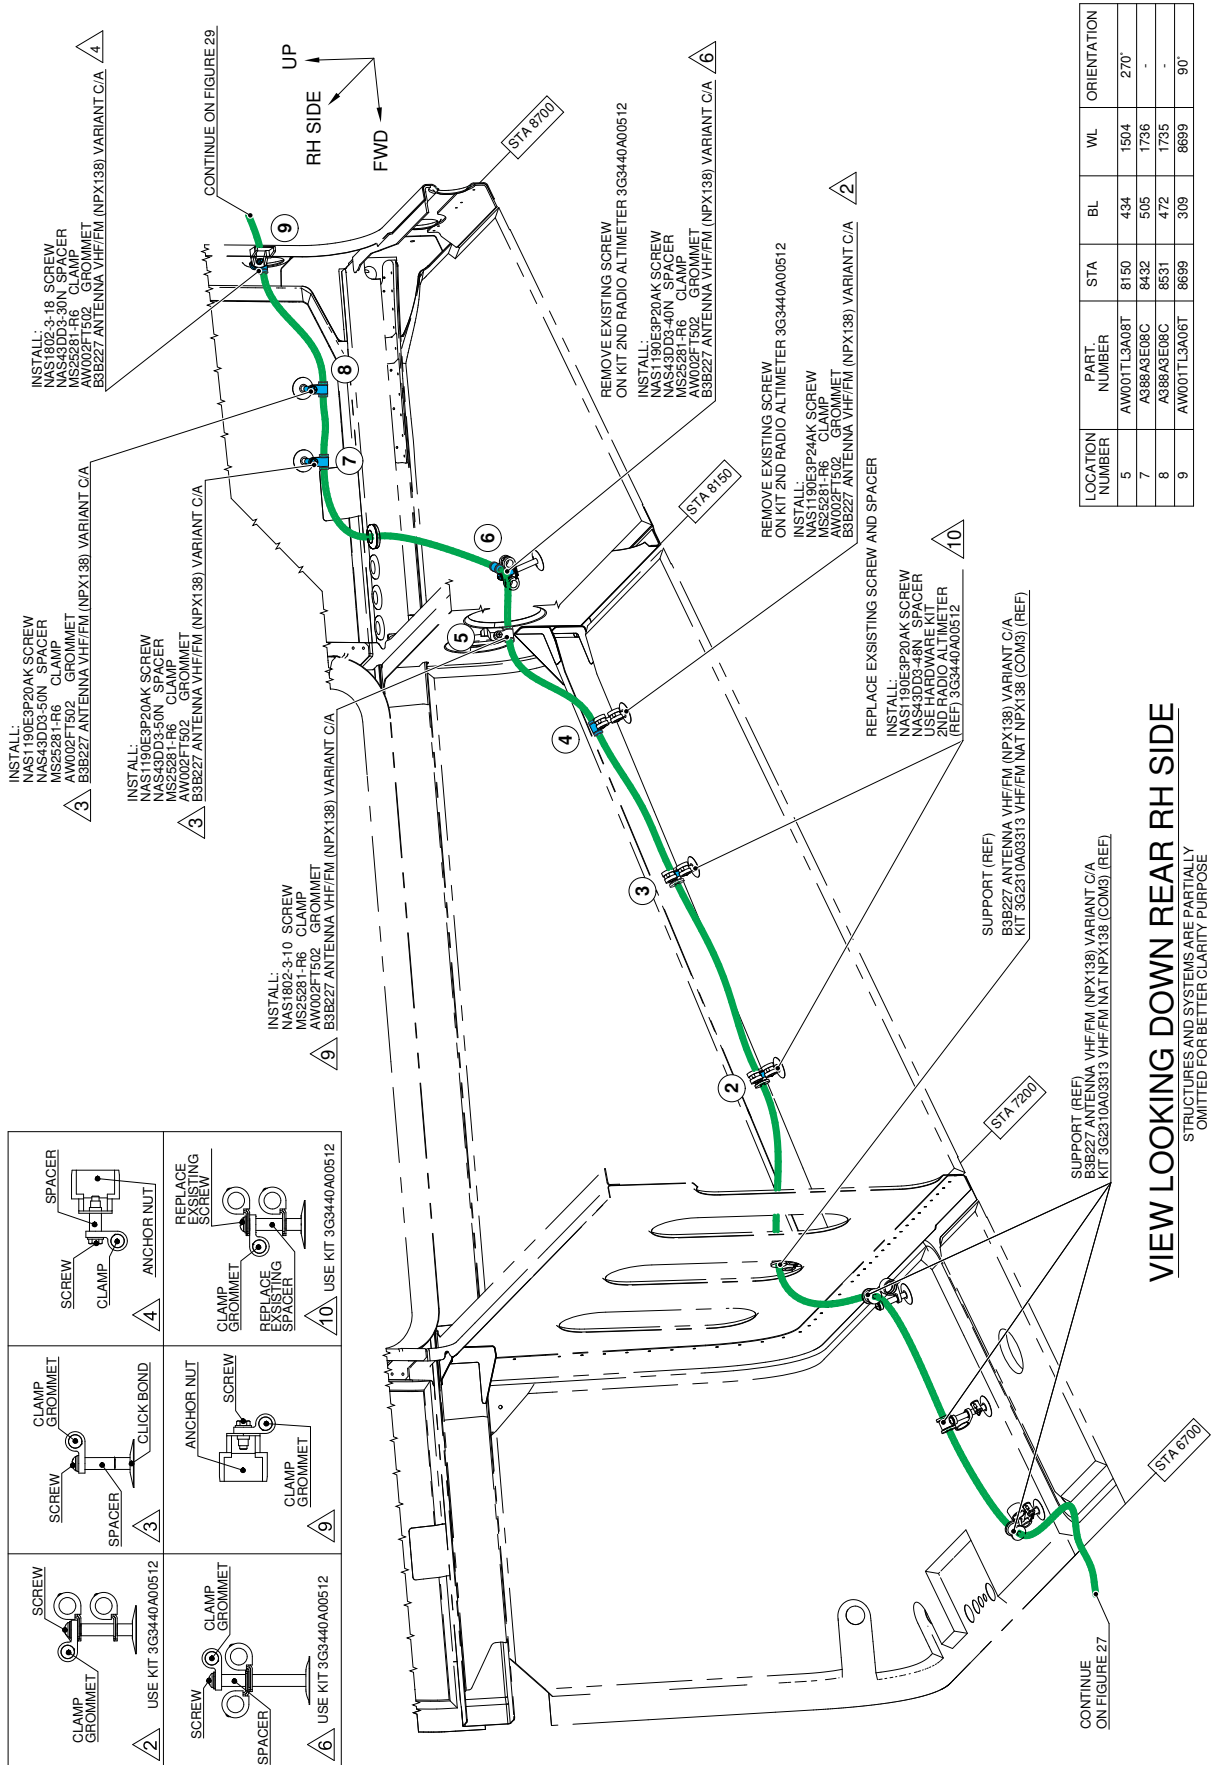 SCREW
CLAMP
GROMMET
2
USE KIT 3G3440A00512
SCREW
CLAMP
GROMMET
SPACER
CLICK BOND
3
SCREW
SPACER
CLAMP
ANCHOR NUT
4
SCREW
CLAMP
GROMMET
SPACER
6
USE KIT 3G3440A00512
ANCHOR NUT
SCREW
CLAMP
GROMMET
9
REPLACE
EXSISTING
SCREW
CLAMP
GROMMET
REPLACE
EXSISTING
SPACER
10
USE KIT 3G3440A00512
INSTALL:
NAS1802-3-10 SCREW
MS25281-R6 CLAMP
AW002FT502 GROMMET
B3B227 ANTENNA VHF/FM (NPX138) VARIANT C/A
9
INSTALL:
NAS1190E3P20AK SCREW
NAS43DD3-50N SPACER
MS25281-R6 CLAMP
AW002FT502 GROMMET
B3B227 ANTENNA VHF/FM (NPX138) VARIANT C/A
3
INSTALL:
NAS1190E3P20AK SCREW
NAS43DD3-50N SPACER
MS25281-R6 CLAMP
AW002FT502 GROMMET
B3B227 ANTENNA VHF/FM (NPX138) VARIANT C/A
3
INSTALL:
NAS1802-3-18 SCREW
NAS43DD3-30N SPACER
MS25281-R6 CLAMP
AW002FT502 GROMMET
B3B227 ANTENNA VHF/FM (NPX138) VARIANT C/A
4
CONTINUE ON FIGURE 29
UP
RH SIDE
FWD
STA 8700
REMOVE EXISTING SCREW
ON KIT 2ND RADIO ALTIMETER 3G3440A00512
INSTALL:
NAS1190E3P20AK SCREW
NAS43DD3-40N SPACER
MS25281-R6 CLAMP
AW002FT502 GROMMET
B3B227 ANTENNA VHF/FM (NPX138) VARIANT C/A
6
REMOVE EXISTING SCREW
ON KIT 2ND RADIO ALTIMETER 3G3440A00512
INSTALL:
NAS1190E3P24AK SCREW
MS25281-R6 CLAMP
AW002FT502 GROMMET
B3B227 ANTENNA VHF/FM (NPX138) VARIANT C/A
2
REPLACE EXSISTING SCREW AND SPACER
INSTALL:
NAS1190E3P20AK SCREW
NAS43DD3-48N SPACER
USE HARDWARE KIT
2ND RADIO ALTIMETER
(REF) 3G3440A00512
10
SUPPORT (REF)
B3B227 ANTENNA VHF/FM (NPX138) VARIANT C/A
KIT 3G2310A03313 VHF/FM NAT NPX138 (COM3) (REF)
SUPPORT (REF)
B3B227 ANTENNA VHF/FM (NPX138) VARIANT C/A
KIT 3G2310A03313 VHF/FM NAT NPX138 (COM3) (REF)
2
3
4
5
6
7
8
9
STA 8150
STA 7200
STA 6700
CONTINUE
ON FIGURE 27
VIEW LOOKING DOWN REAR RH SIDE
STRUCTURES AND SYSTEMS ARE PARTIALLY
OMITTED FOR BETTER CLARITY PURPOSE
LOCATION NUMBER PART. NUMBER STA BL WL ORIENTATION
5 AW001TL3A08T 8150 434 1504 270°
7 A388A3E08C 8432 505 1736 -
8 A388A3E08C 8531 472 1735 -
9 AW001TL3A06T 8699 309 8699 90°